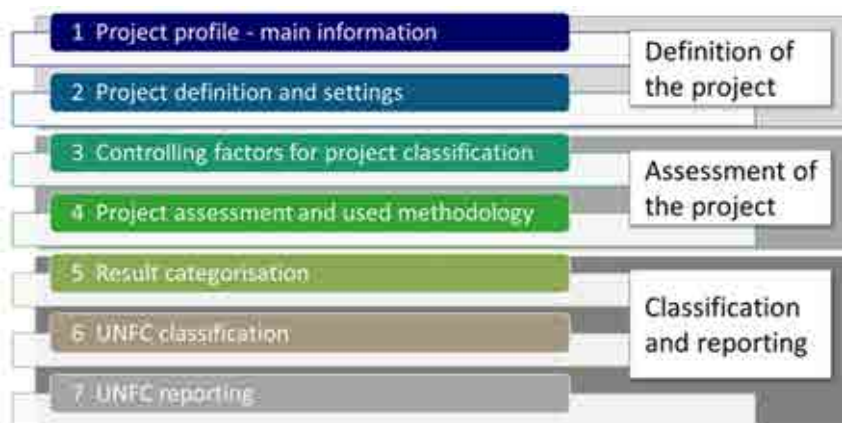 1 Project profile - main information
2 Project definition and settings
Definition of
the project
3 Controlling factors for project classification
4 Project assessment and used methodology
Assessment of
the project
5 Result categorisation
6 UNFC classification
7 UNFC reporting
Classification
and reporting